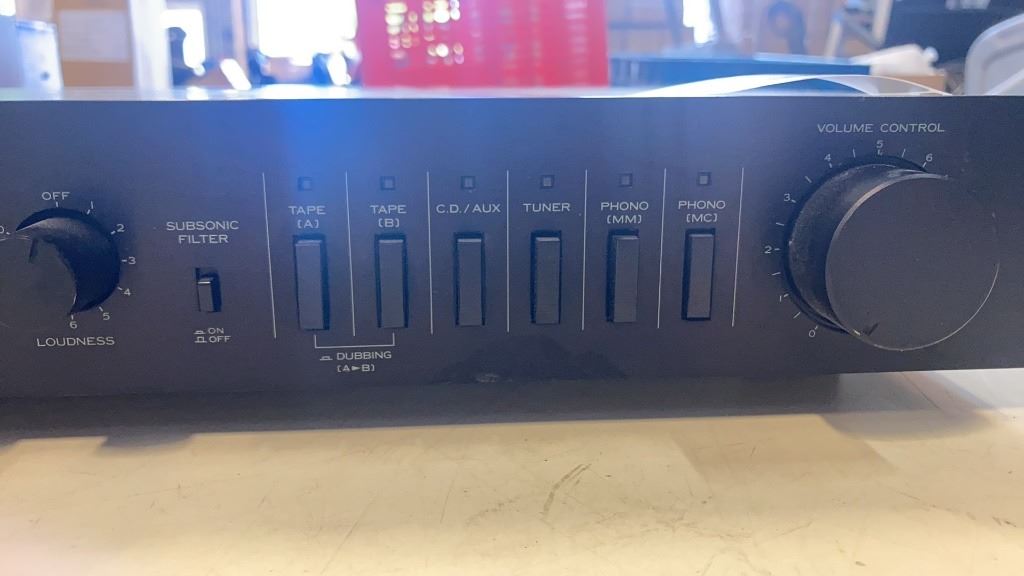 OFF
1
2
3
4
5
6
0
LOUDNESS
SUBSONIC
FILTER
ON
OFF
TAPE
[A]
TAPE
[B]
DUBBING
[A►B]
C.D./AUX
TUNER
PHONO
[MM]
PHONO
[MC]
VOLUME CONTROL
0
1
2
3
4
5
6